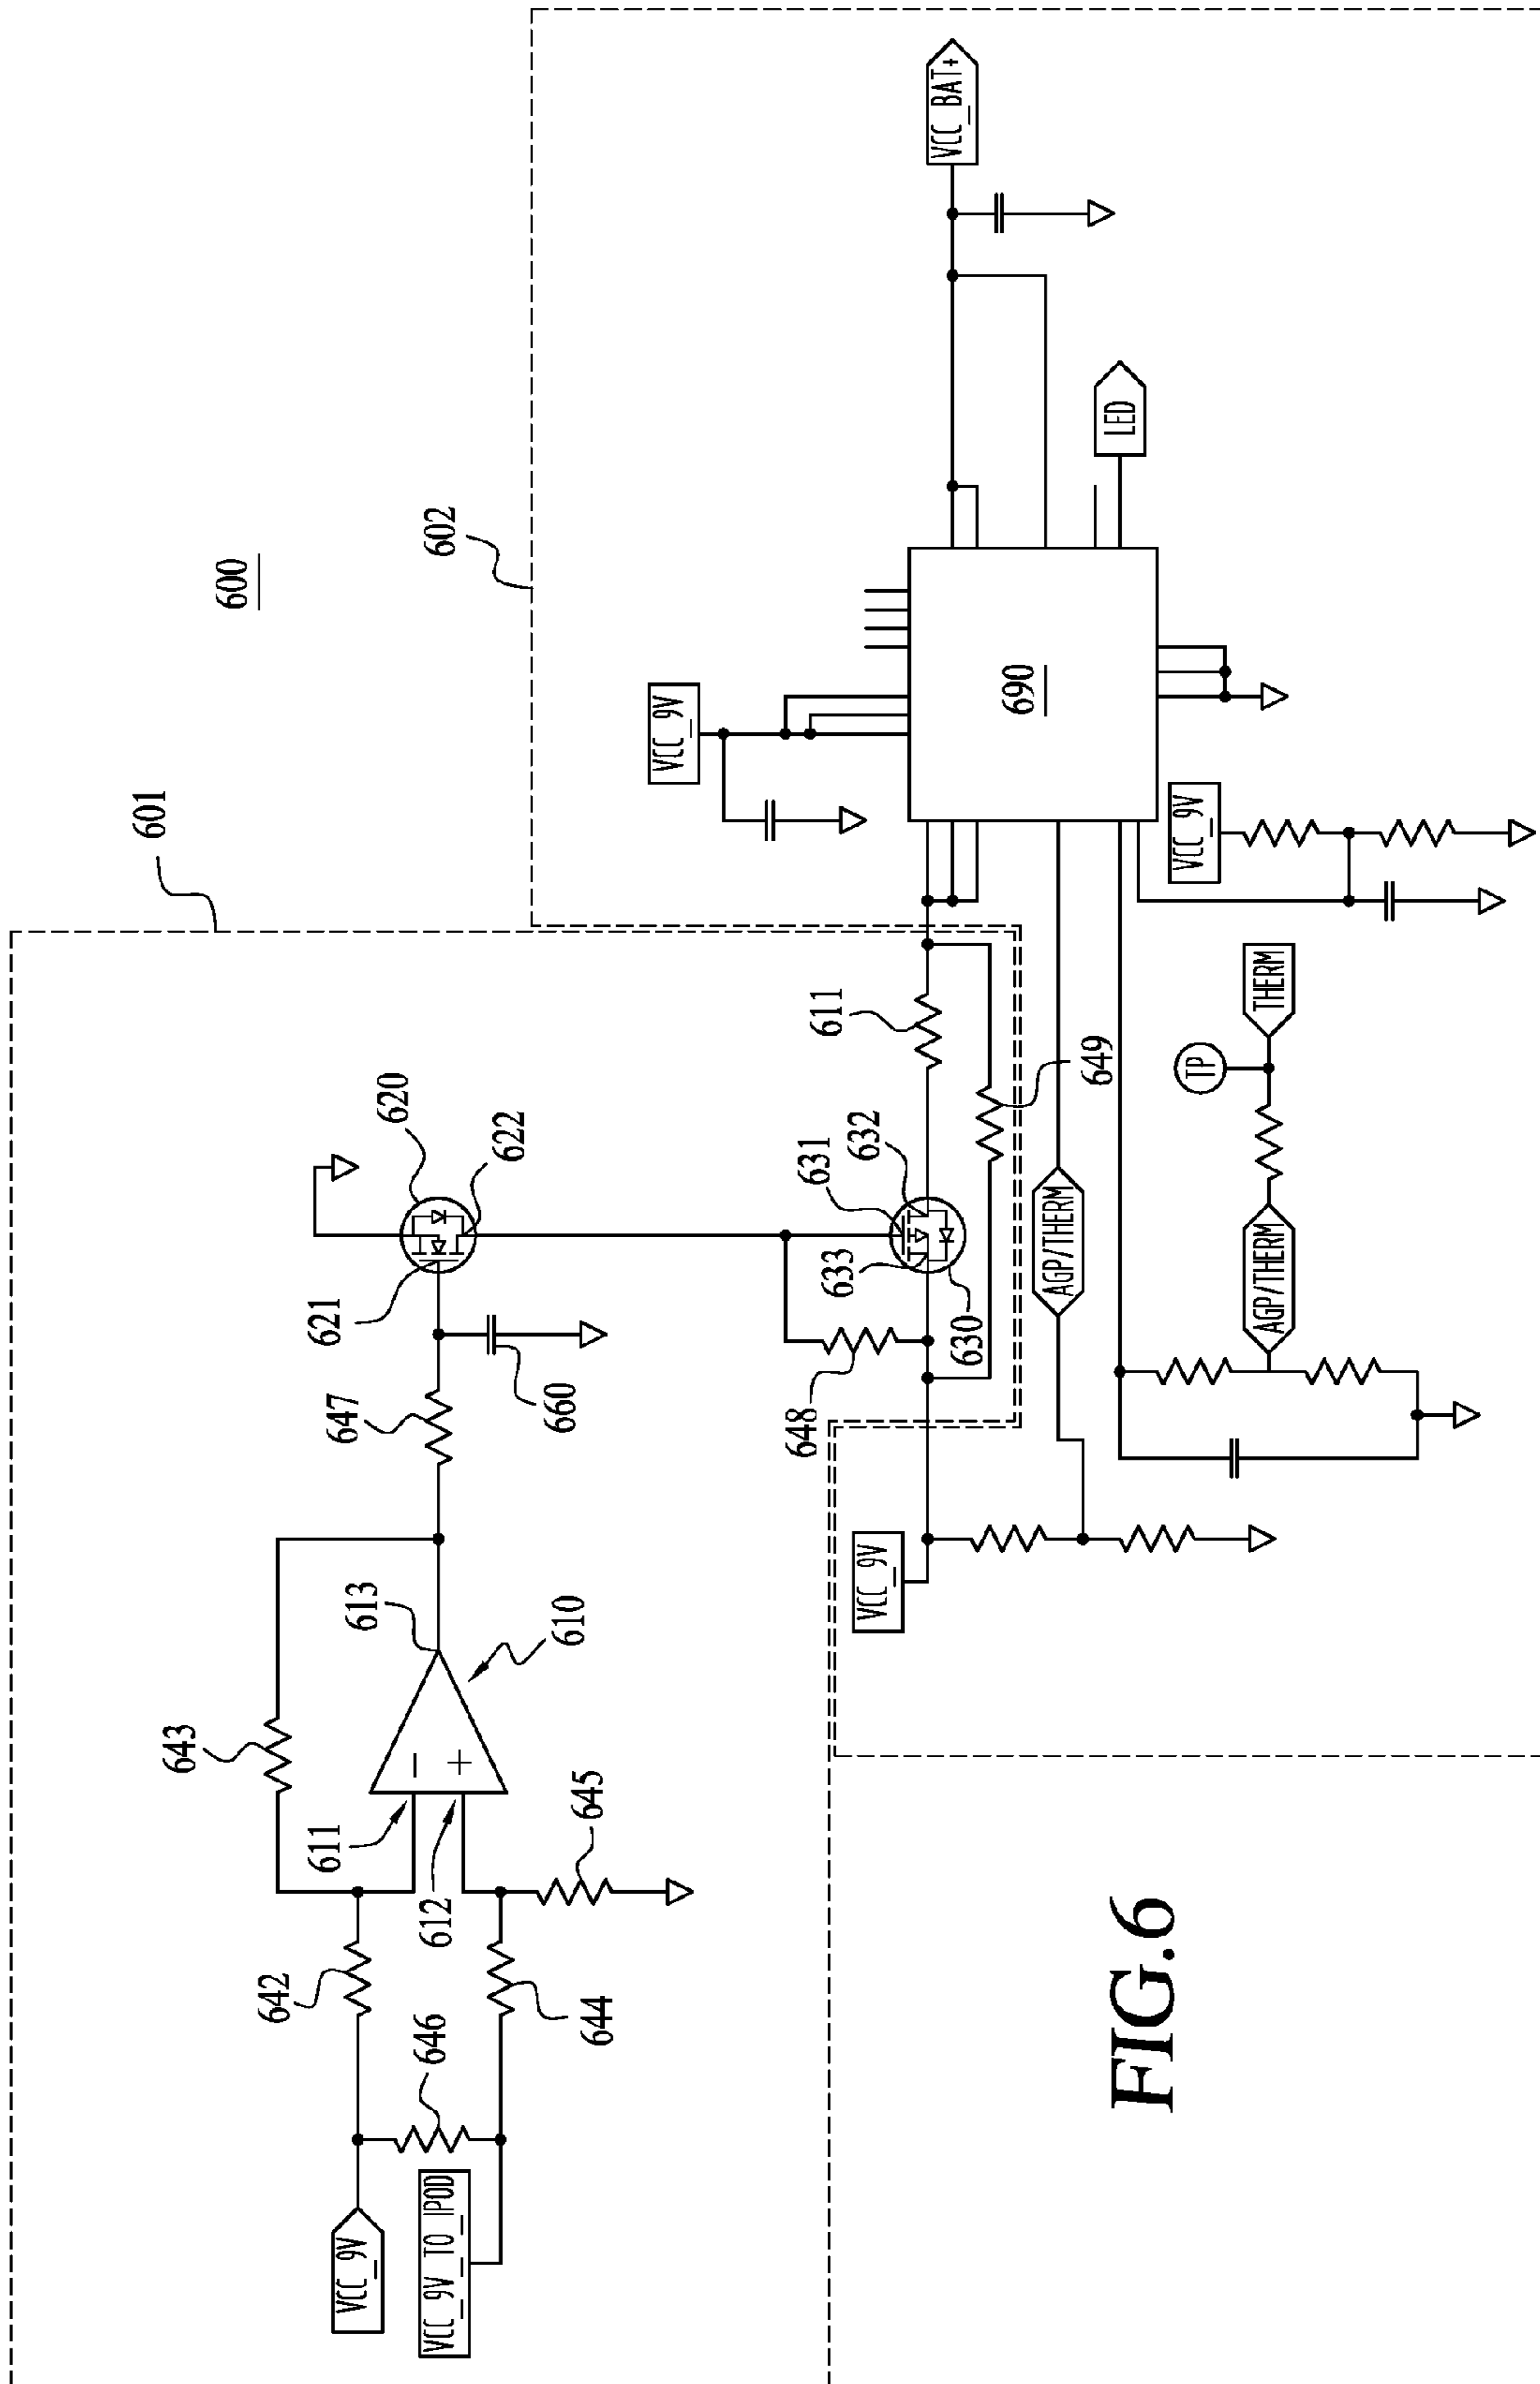 600
601
602
643
611
613
610
612
642
646
644
645
VCC_9V
VCC_9V_TO_IPOD
−
+
647
621
620
622
660
648
633
631
632
630
611
649
VCC_9V
AGP/THERM
VCC_9V
690
VCC_BAT+
LED
VCC_9V
AGP/THERM
TP
THERM
FIG.6